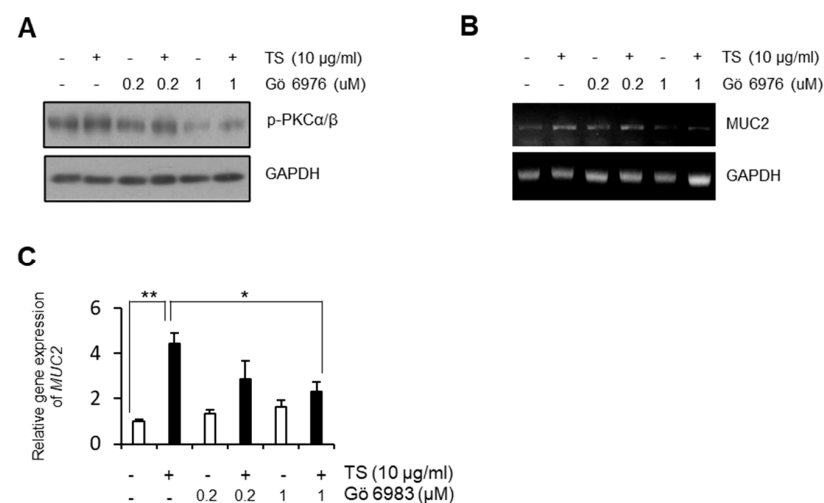 A
- + - + - + TS (10 µg/ml)
- - 0.2 0.2 1 1 Gö 6976 (uM)
p-PKCα/β
GAPDH
B
- + - + - + TS (10 µg/ml)
- - 0.2 0.2 1 1 Gö 6976 (uM)
MUC2
GAPDH
C
Relative gene expression
of MUC2
6
4
2
0
** *
- + - + - + TS (10 µg/ml)
- - 0.2 0.2 1 1 Gö 6983 (µM)